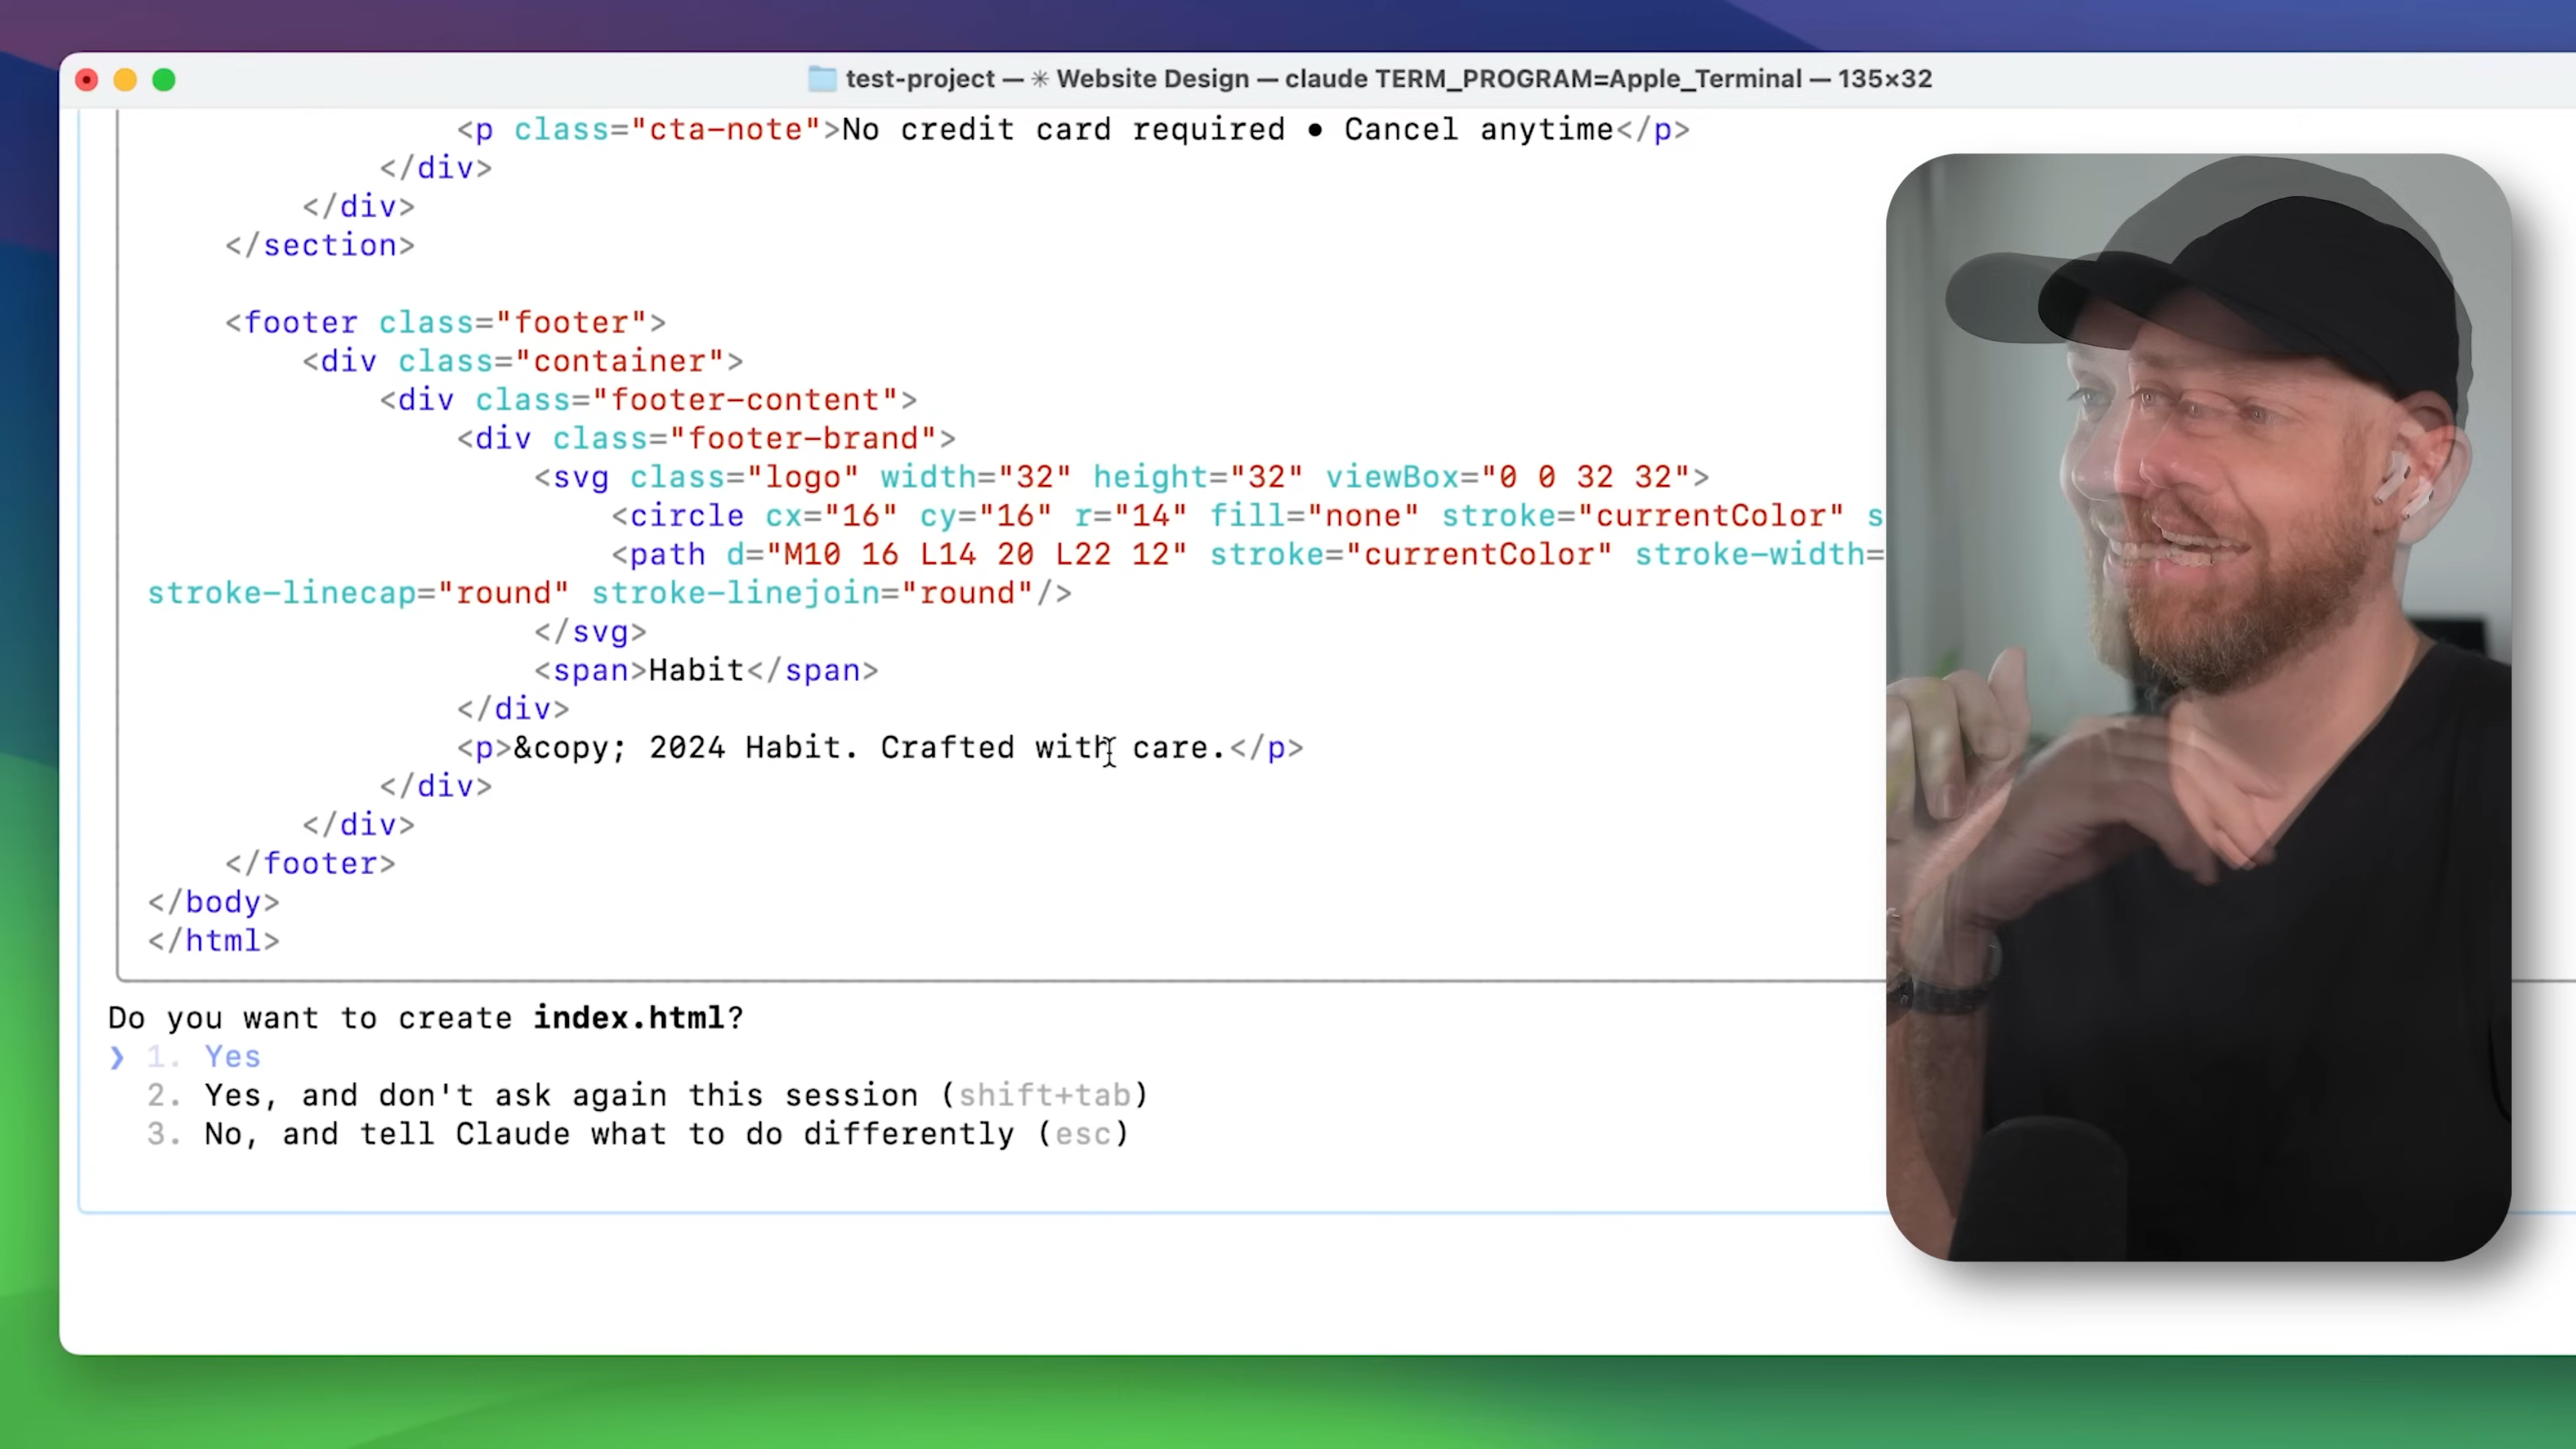 test-project — ✳ Website Design — claude TERM_PROGRAM=Apple_Terminal — 135×32
<p class="cta-note">No credit card required • Cancel anytime</p>
</div>
</div>
</section>
<footer class="footer">
<div class="container">
<div class="footer-content">
<div class="footer-brand">
<svg class="logo" width="32" height="32" viewBox="0 0 32 32">
<circle cx="16" cy="16" r="14" fill="none" stroke="currentColor" s
<path d="M10 16 L14 20 L22 12" stroke="currentColor" stroke-width=
stroke-linecap="round" stroke-linejoin="round"/>
</svg>
<span>Habit</span>
</div>
<p>&copy; 2024 Habit. Crafted with care.</p>
</div>
</div>
</footer>
</body>
</html>
Do you want to create index.html?
❯ 1. Yes
2. Yes, and don't ask again this session (shift+tab)
3. No, and tell Claude what to do differently (esc)